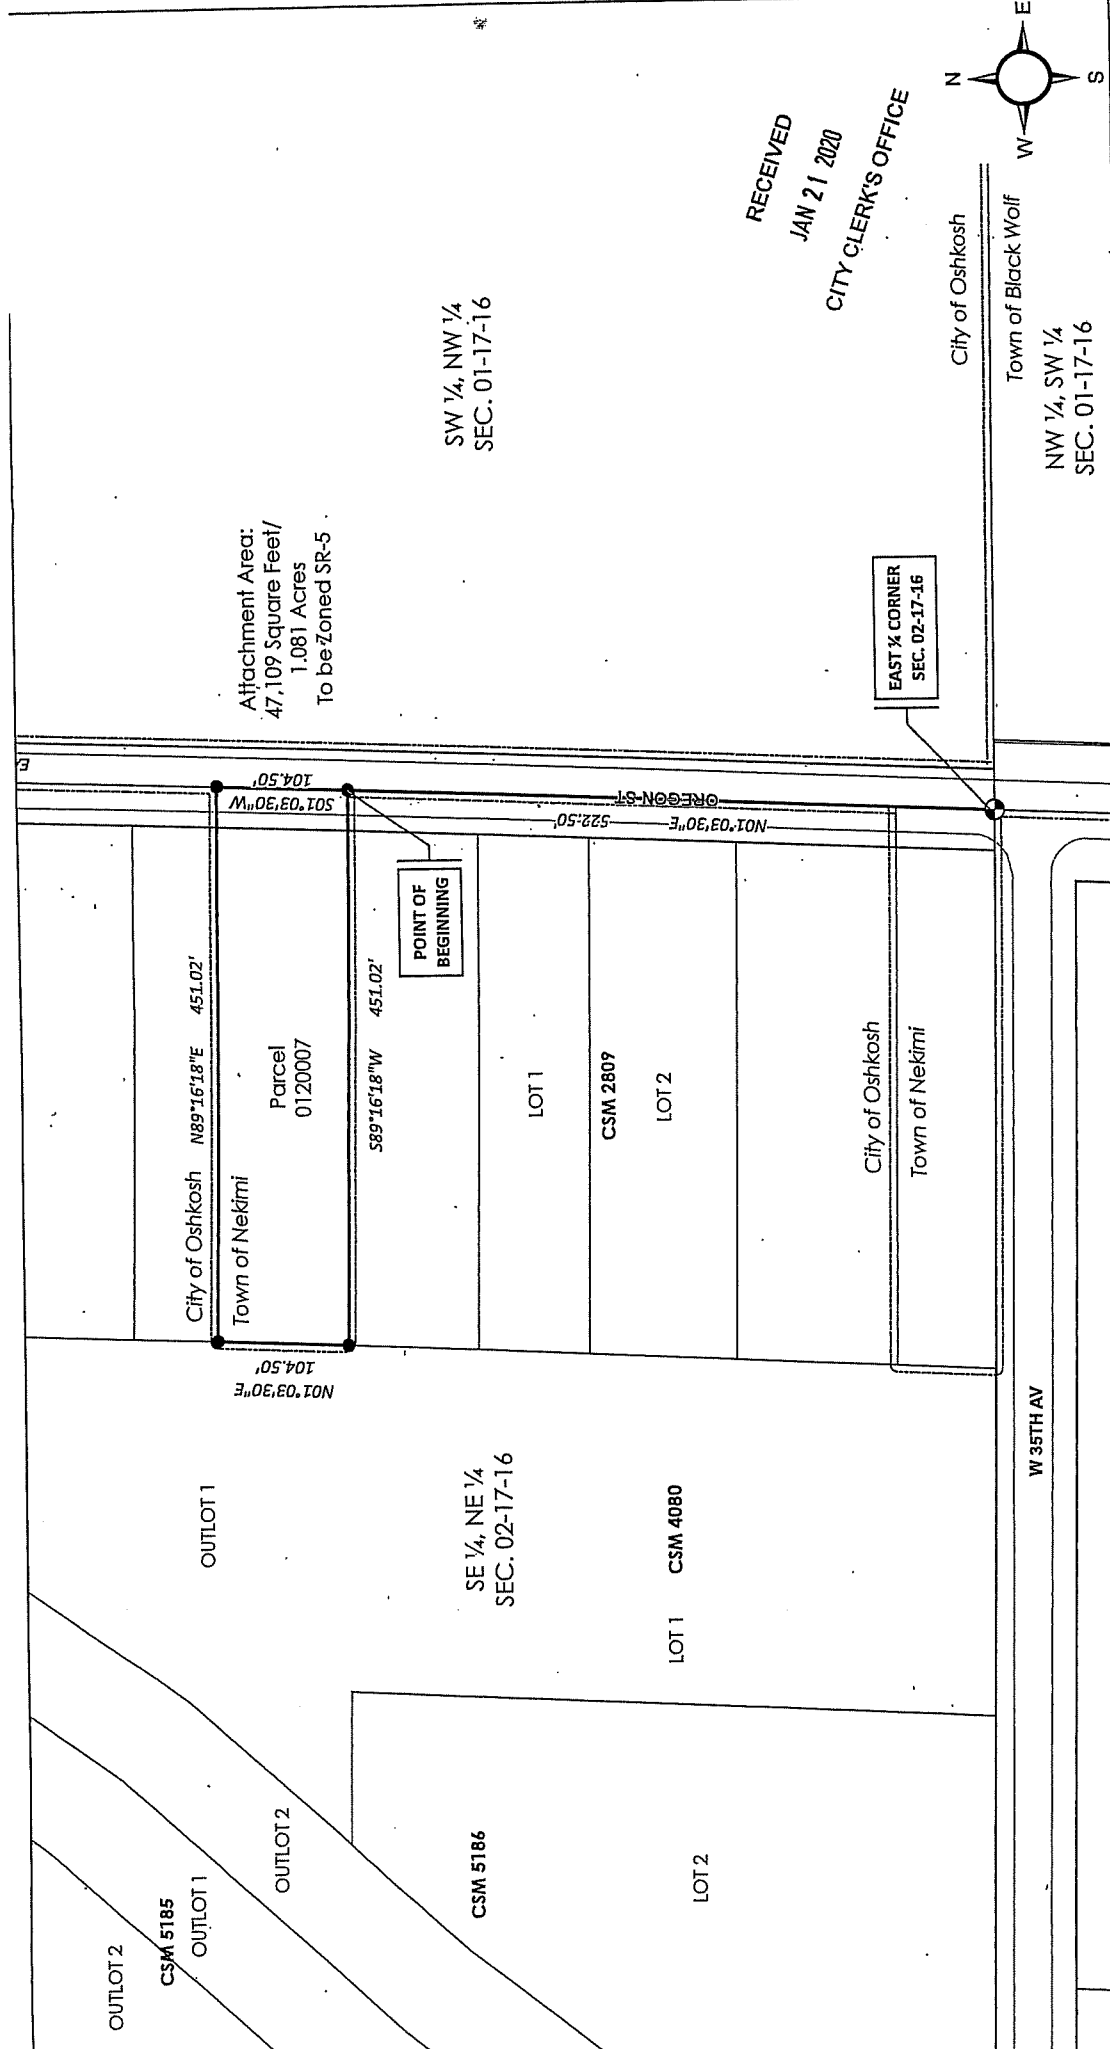 N
E
S
W
RECEIVED
JAN 21 2020
CITY CLERK'S OFFICE
SW ¼, NW ¼
SEC. 01-17-16
Attachment Area:
47,109 Square Feet/
1.081 Acres
To be Zoned SR-5
City of Oshkosh
Town of Black Wolf
NW ¼, SW ¼
SEC. 01-17-16
EAST ¼ CORNER
SEC. 02-17-16
S01°03'30"W
104.50'
OREGON ST
N01°03'30"E 522.50'
POINT OF
BEGINNING
City of Oshkosh N89°16'18"E 451.02'
Town of Nekimi
Parcel
0120007
S89°16'18"W 451.02'
N01°03'30"E
104.50'
LOT 1
CSM 2809
LOT 2
City of Oshkosh
Town of Nekimi
W 35TH AV
OUTLOT 1
SE ¼, NE ¼
SEC. 02-17-16
LOT 1 CSM 4080
OUTLOT 2
CSM 5185
OUTLOT 1
OUTLOT 2
CSM 5186
LOT 2